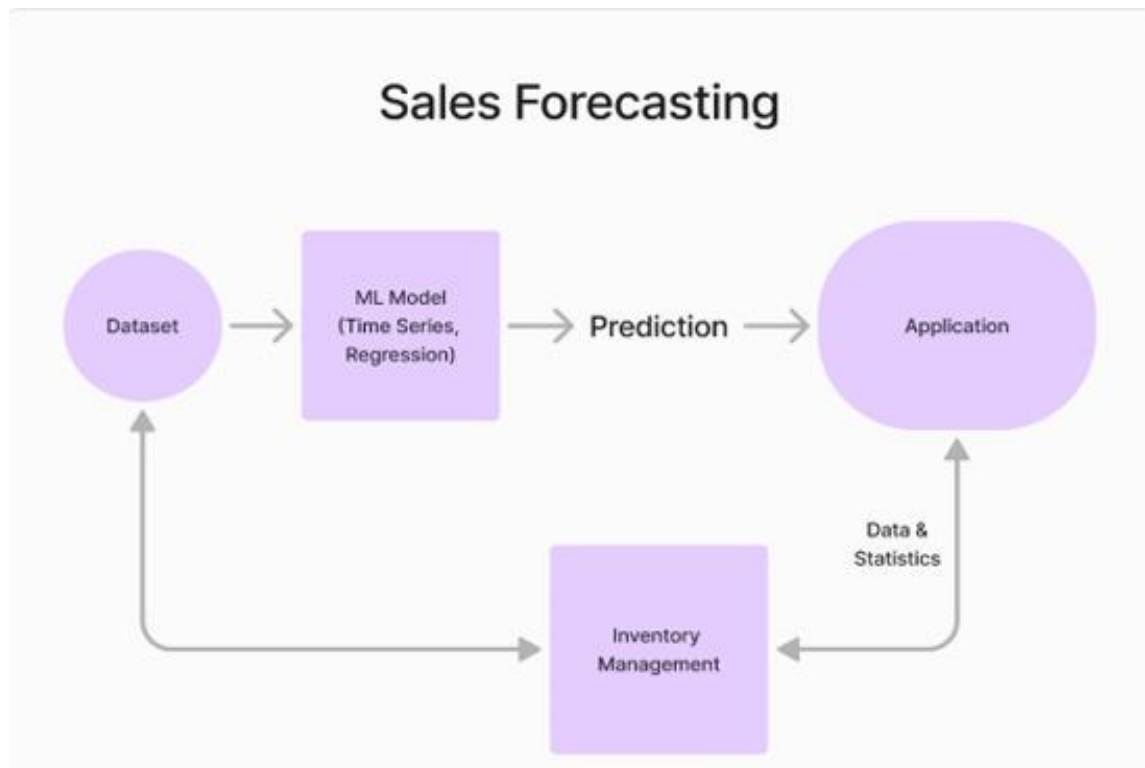 Sales Forecasting
Dataset
ML Model
(Time Series,
Regression)
Prediction
Application
Data &
Statistics
Inventory
Management